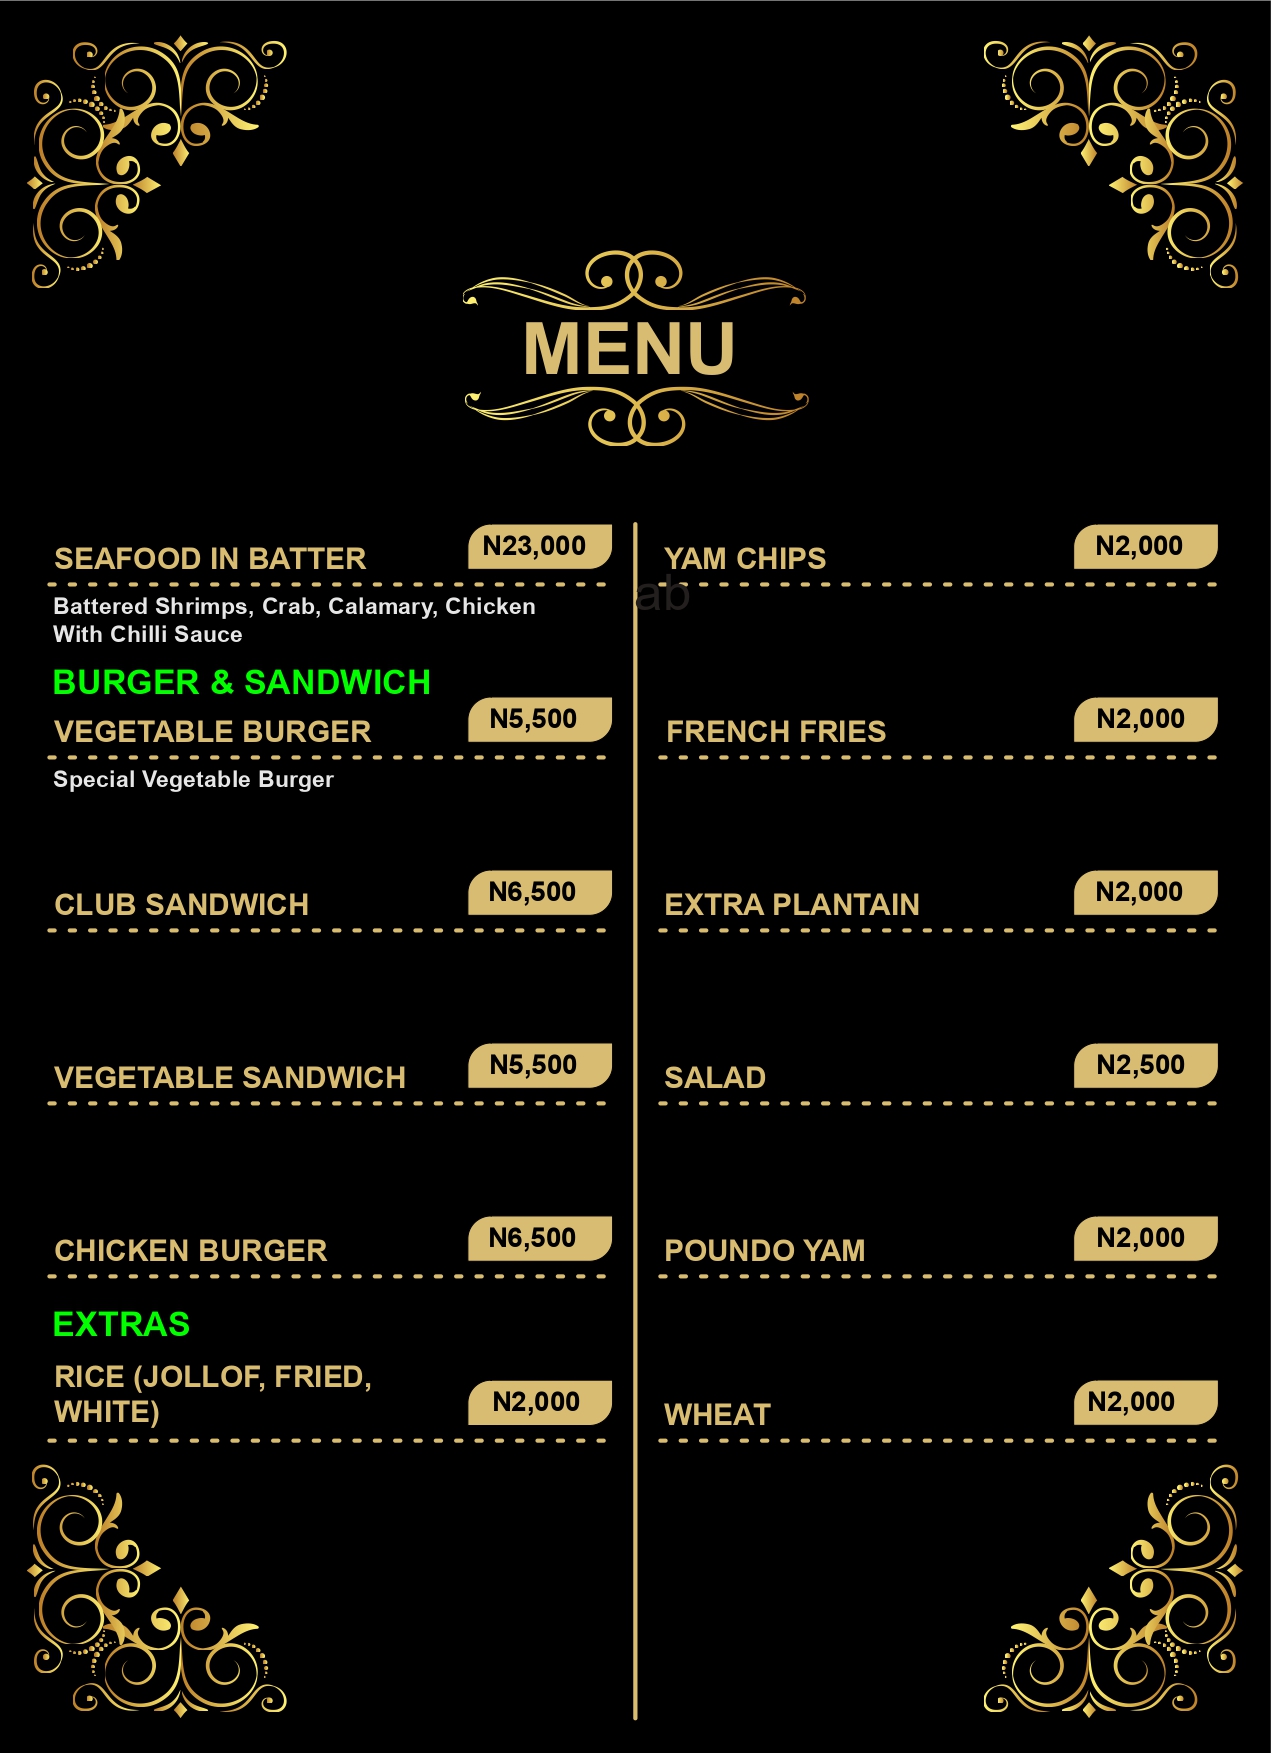 MENU
SEAFOOD IN BATTER N23,000
Battered Shrimps, Crab, Calamary, Chicken
With Chilli Sauce
BURGER & SANDWICH
VEGETABLE BURGER N5,500
Special Vegetable Burger
CLUB SANDWICH N6,500
VEGETABLE SANDWICH N5,500
CHICKEN BURGER N6,500
EXTRAS
RICE (JOLLOF, FRIED,
WHITE) N2,000
YAM CHIPS N2,000
ab
FRENCH FRIES N2,000
EXTRA PLANTAIN N2,000
SALAD N2,500
POUNDO YAM N2,000
WHEAT N2,000